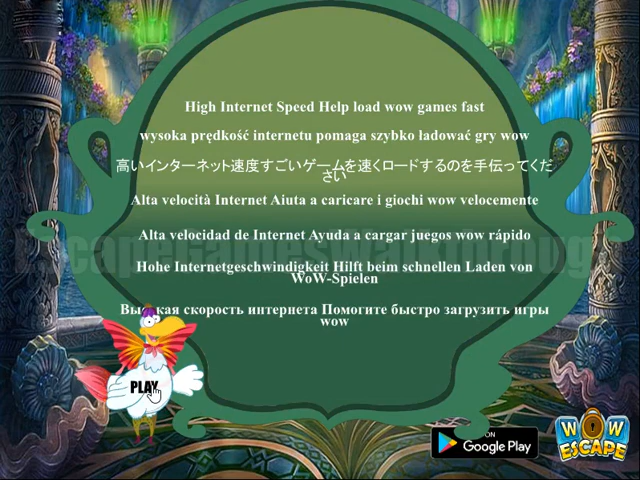 High Internet Speed Help load wow games fast
wysoka prędkość internetu pomaga szybko ładować gry wow
高いインターネット速度すごいゲームを速くロードするのを手伝ってくだ
さい
Alta velocità Internet Aiuta a caricare i giochi wow velocemente
Alta velocidad de Internet Ayuda a cargar juegos wow rápido
Hohe Internetgeschwindigkeit Hilft beim schnellen Laden von
WoW-Spielen
скорость интернета Помогите быстро загрузить игры
wow
PLAY
ON
Google Play
WOW
ESCAPE